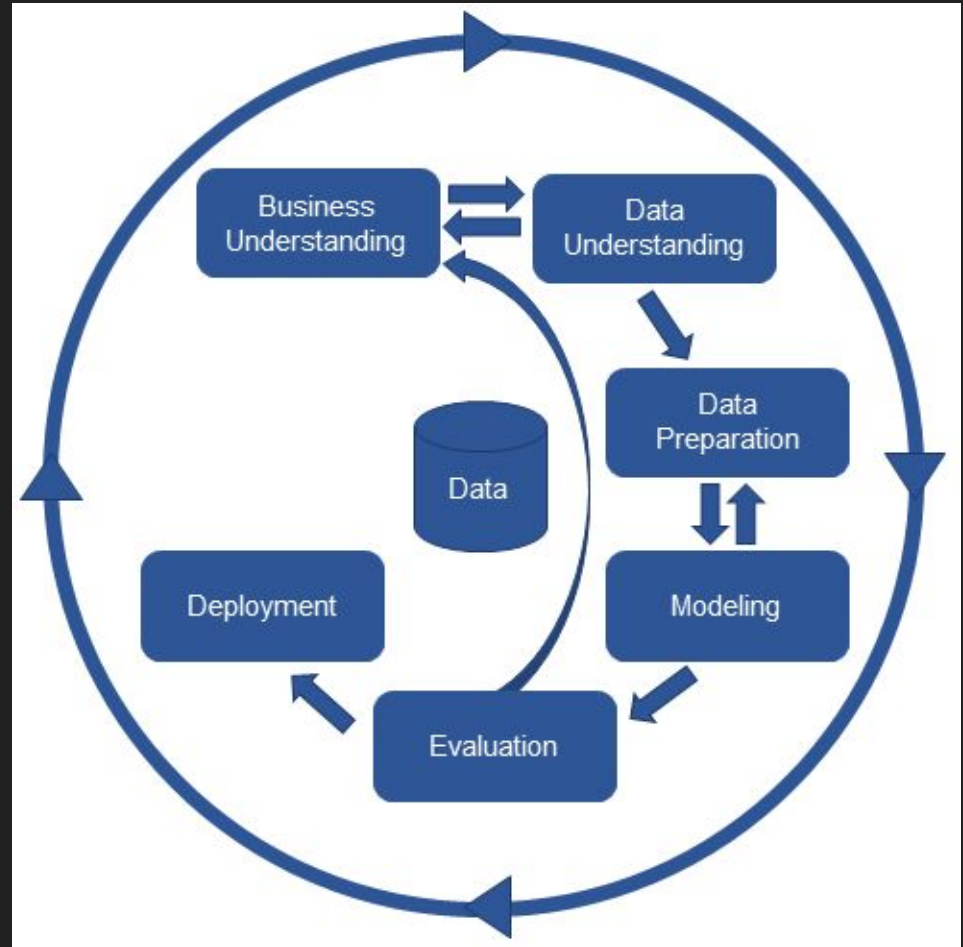 Business
Understanding
Data
Understanding
Data
Preparation
Data
Modeling
Deployment
Evaluation